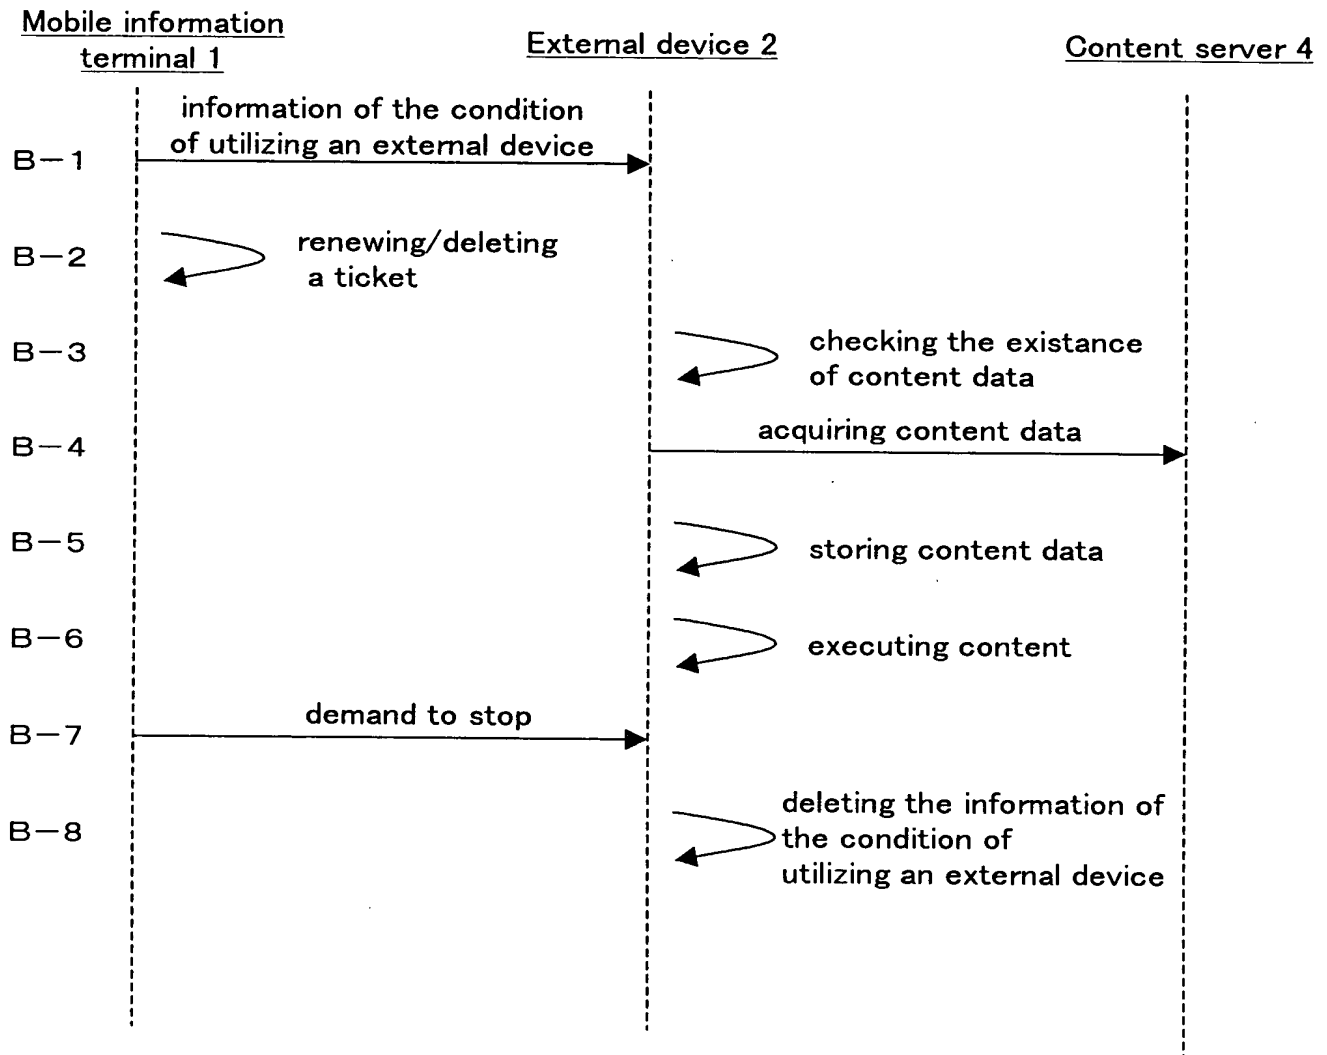 Mobile information
terminal 1
External device 2
Content server 4
information of the condition
of utilizing an external device
B-1
B-2
renewing/deleting
a ticket
B-3
checking the existance
of content data
B-4
acquiring content data
B-5
storing content data
B-6
executing content
B-7
demand to stop
B-8
deleting the information of
the condition of
utilizing an external device